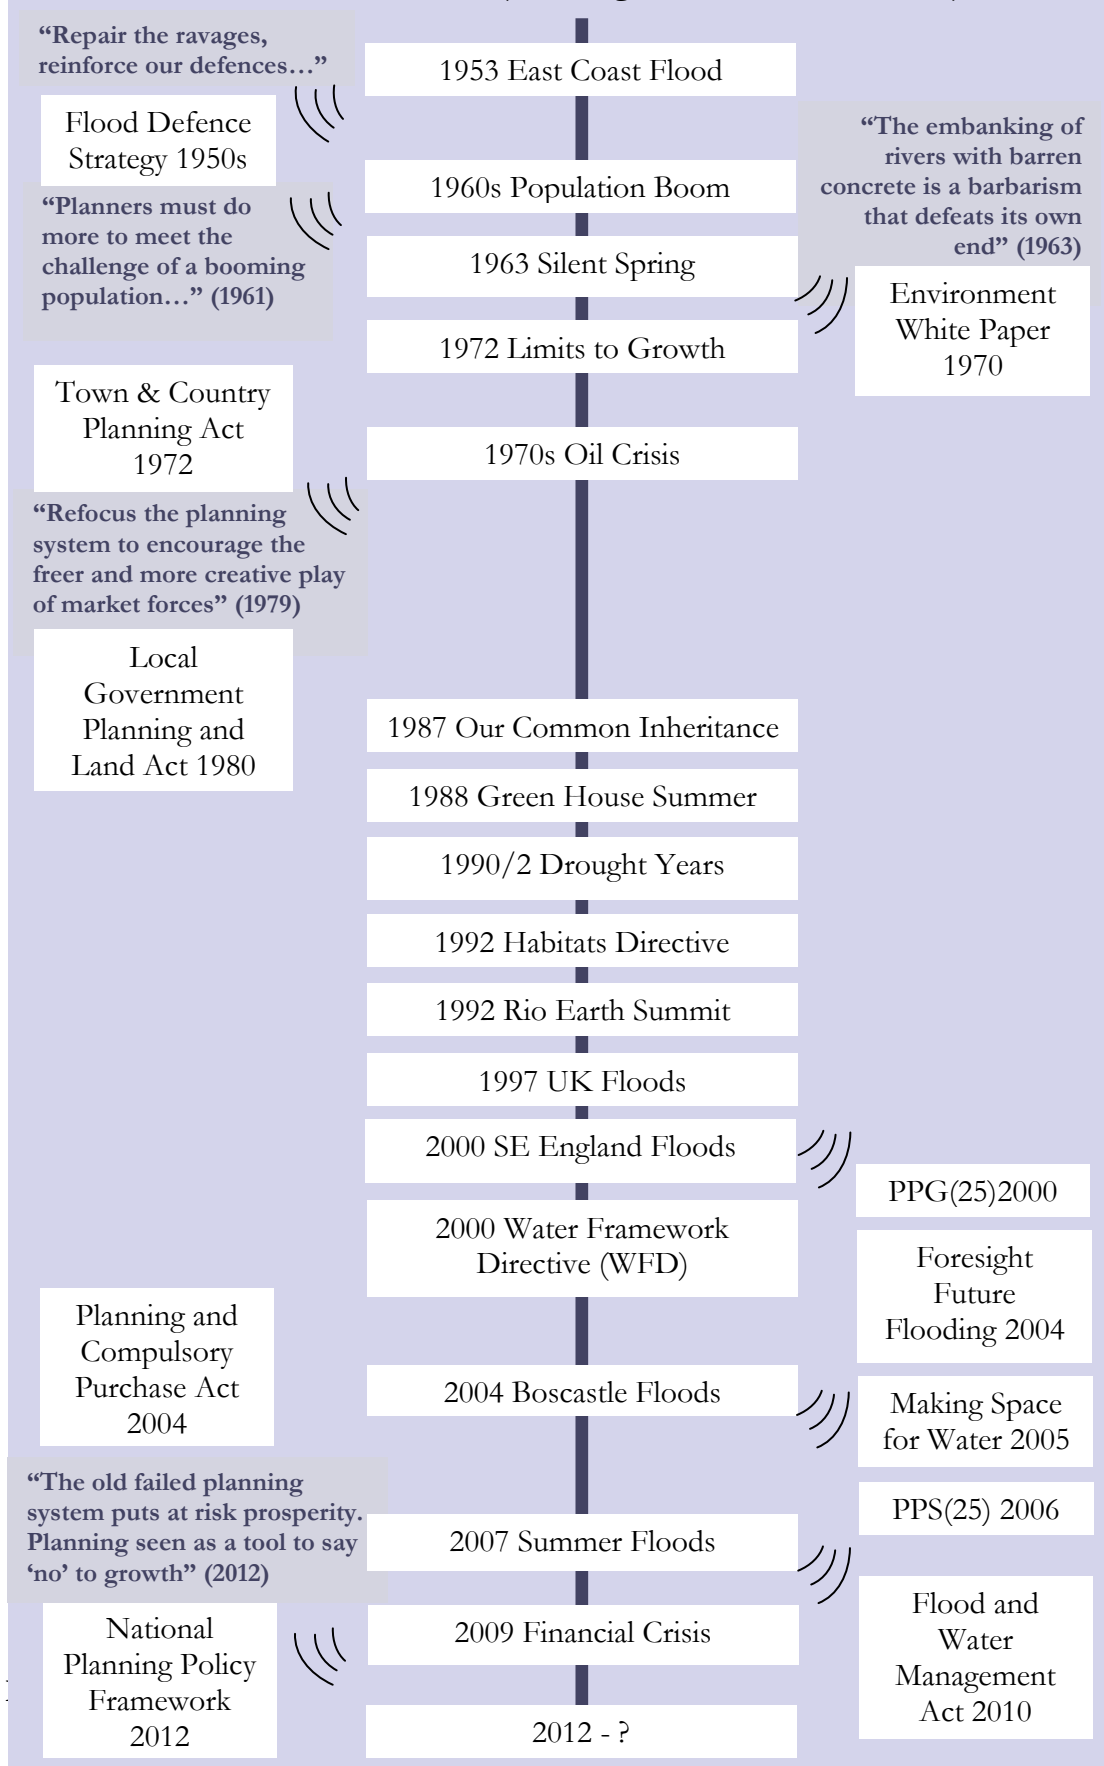 “Repair the ravages,
reinforce our defences…”
1953 East Coast Flood
Flood Defence
Strategy 1950s
“The embanking of
rivers with barren
concrete is a barbarism
that defeats its own
end” (1963)
1960s Population Boom
“Planners must do
more to meet the
challenge of a booming
population…” (1961)
1963 Silent Spring
Environment
White Paper
1970
1972 Limits to Growth
Town & Country
Planning Act
1972
1970s Oil Crisis
“Refocus the planning
system to encourage the
freer and more creative play
of market forces” (1979)
Local
Government
Planning and
Land Act 1980
1987 Our Common Inheritance
1988 Green House Summer
1990/2 Drought Years
1992 Habitats Directive
1992 Rio Earth Summit
1997 UK Floods
2000 SE England Floods
PPG(25)2000
2000 Water Framework
Directive (WFD)
Foresight
Future
Flooding 2004
Planning and
Compulsory
Purchase Act
2004
2004 Boscastle Floods
Making Space
for Water 2005
“The old failed planning
system puts at risk prosperity.
Planning seen as a tool to say
‘no’ to growth” (2012)
PPS(25) 2006
2007 Summer Floods
Flood and
Water
Management
Act 2010
National
Planning Policy
Framework
2012
2009 Financial Crisis
2012 - ?